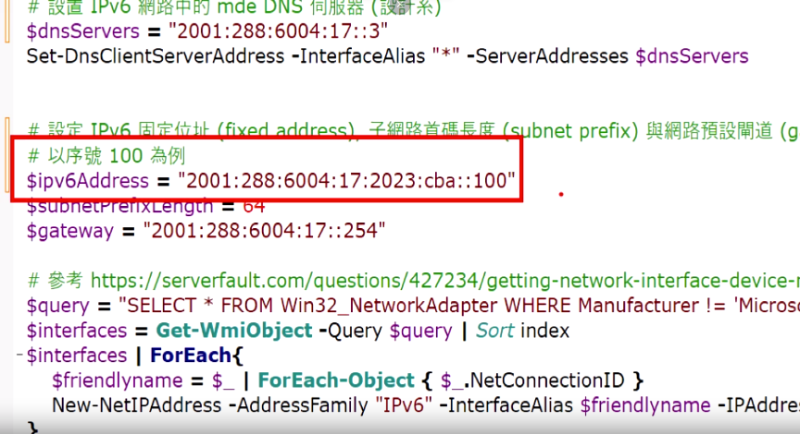 # 設置 IPv6 網路中的 mde DNS 伺服器 (設計系)
$dnsServers = "2001:288:6004:17::3"
Set-DnsClientServerAddress -InterfaceAlias "*" -ServerAddresses $dnsServers
# 設定 IPv6 固定位址 (fixed address), 子網路首碼長度 (subnet prefix) 與網路預設閘道 (g
# 以序號 100 為例
$ipv6Address = "2001:288:6004:17:2023:cba::100"
$subnetPrefixLength = 64
$gateway = "2001:288:6004:17::254"
# 參考 https://serverfault.com/questions/427234/getting-network-interface-device-
$query = "SELECT * FROM Win32_NetworkAdapter WHERE Manufacturer != 'Microso
$interfaces = Get-WmiObject -Query $query | Sort index
$interfaces | ForEach{
$friendlyname = $_ | ForEach-Object { $_.NetConnectionID }
New-NetIPAddress -AddressFamily "IPv6" -InterfaceAlias $friendlyname -IPAddre
}